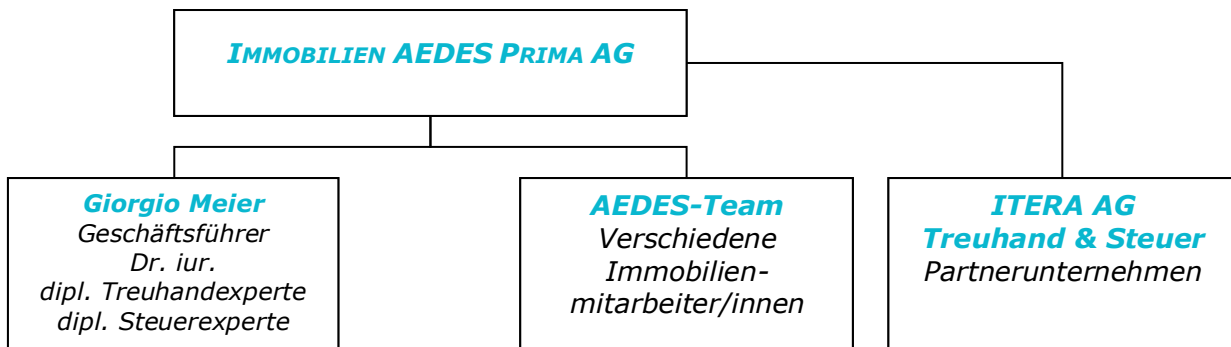 IMMOBILIEN AEDES PRIMA AG
Giorgio Meier
Geschäftsführer
Dr. iur.
dipl. Treuhandexperte
dipl. Steuerexperte
AEDES-Team
Verschiedene
Immobilien-
mitarbeiter/innen
ITERA AG
Treuhand & Steuer
Partnerunternehmen